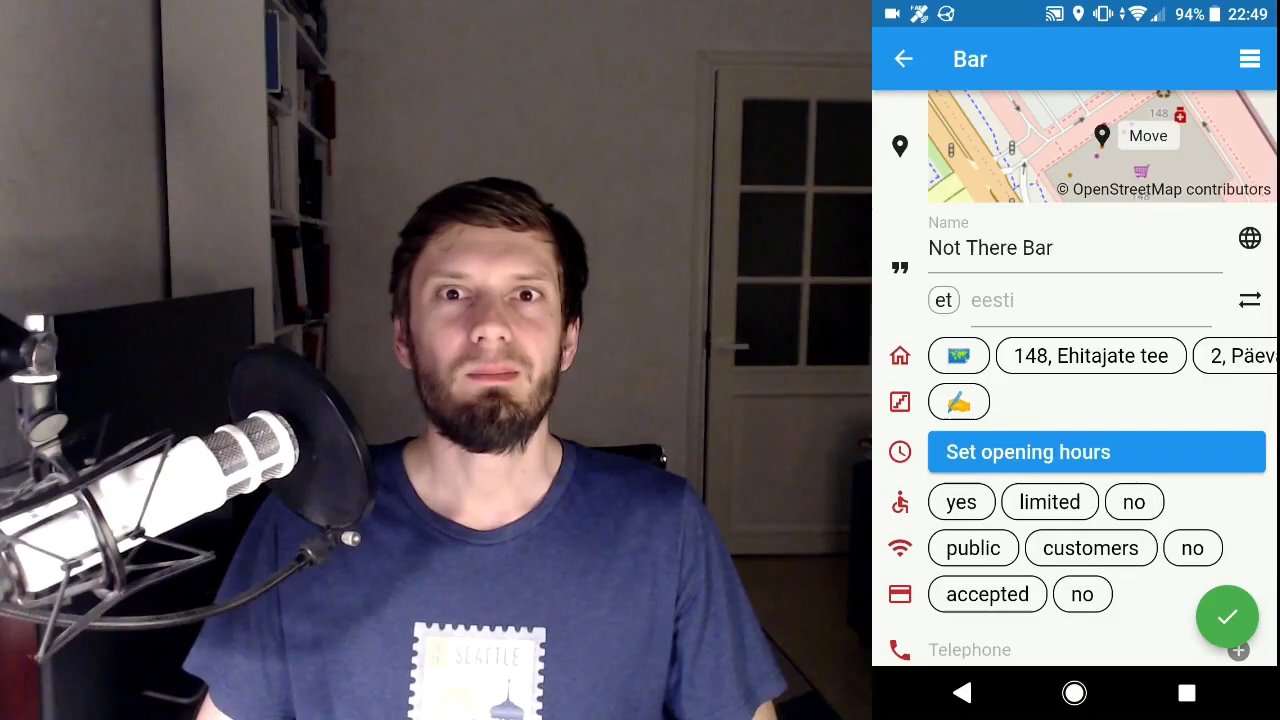 94% 22:49
Bar
148
Move
© OpenStreetMap contributors
Name
Not There Bar
et eesti
148, Ehitajate tee
2, Päev
Set opening hours
yes limited no
public customers no
accepted no
Telephone
SEATTLE